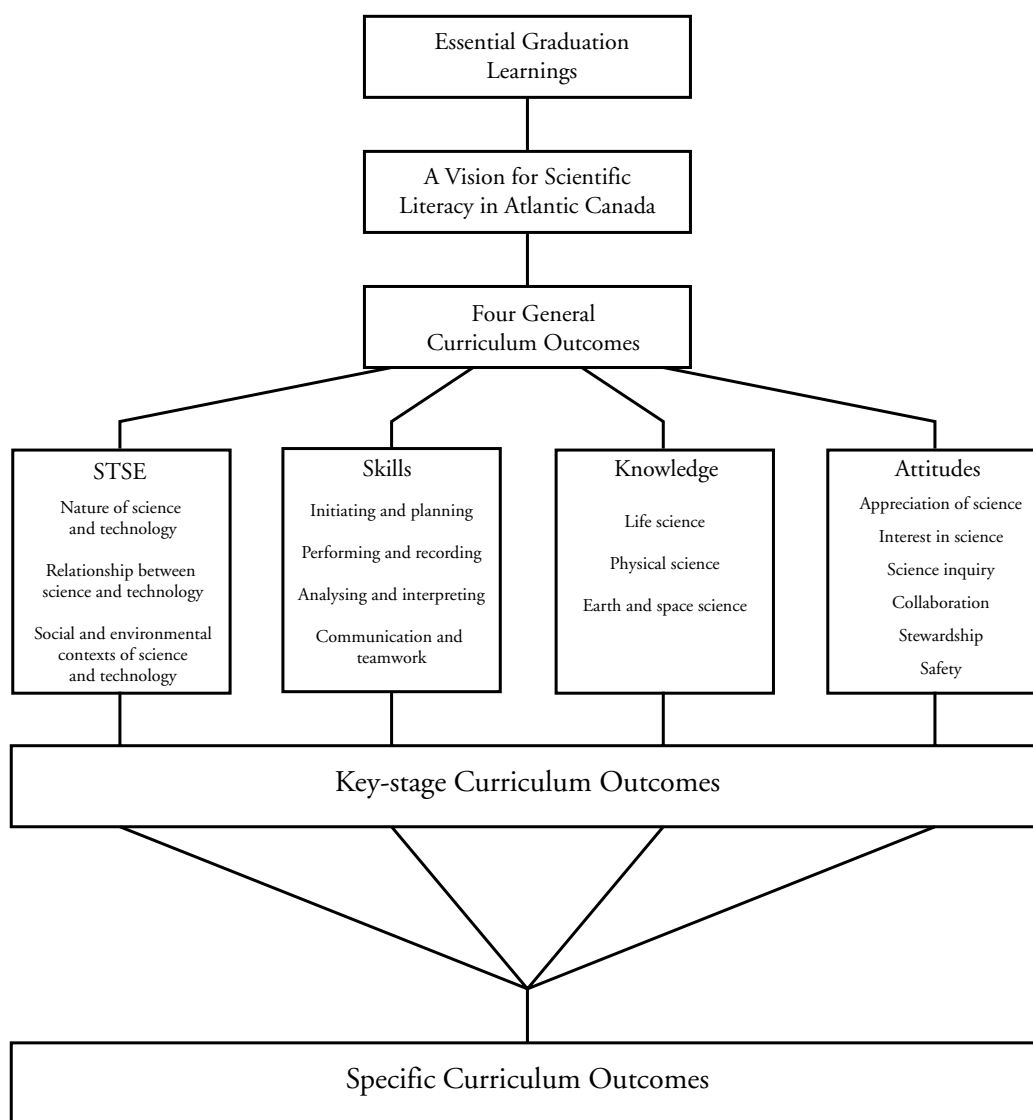 Essential Graduation
Learnings
A Vision for Scientific
Literacy in Atlantic Canada
Four General
Curriculum Outcomes
STSE
Nature of science
and technology
Relationship between
science and technology
Social and environmental
contexts of science
and technology
Skills
Initiating and planning
Performing and recording
Analysing and interpreting
Communication and
teamwork
Knowledge
Life science
Physical science
Earth and space science
Attitudes
Appreciation of science
Interest in science
Science inquiry
Collaboration
Stewardship
Safety
Key-stage Curriculum Outcomes
Specific Curriculum Outcomes